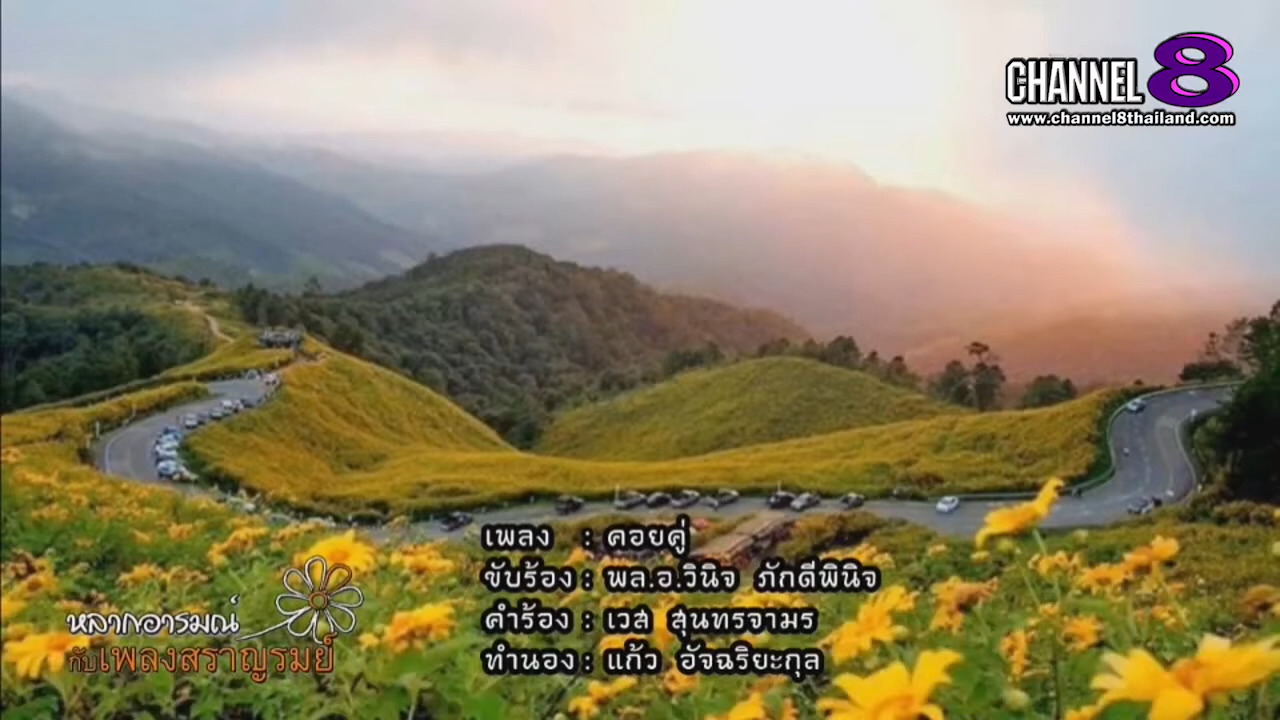 CHANNEL 8
www.channel8thailand.com
เพลง : คอยคู่
ขับร้อง : พล.อ.วินิจ ภักดีพินิจ
คำร้อง : เวส สุนทรจามร
ทำนอง : แก้ว อัจฉริยะกุล
หลากอารมณ์
กับเพลงสราญรมย์